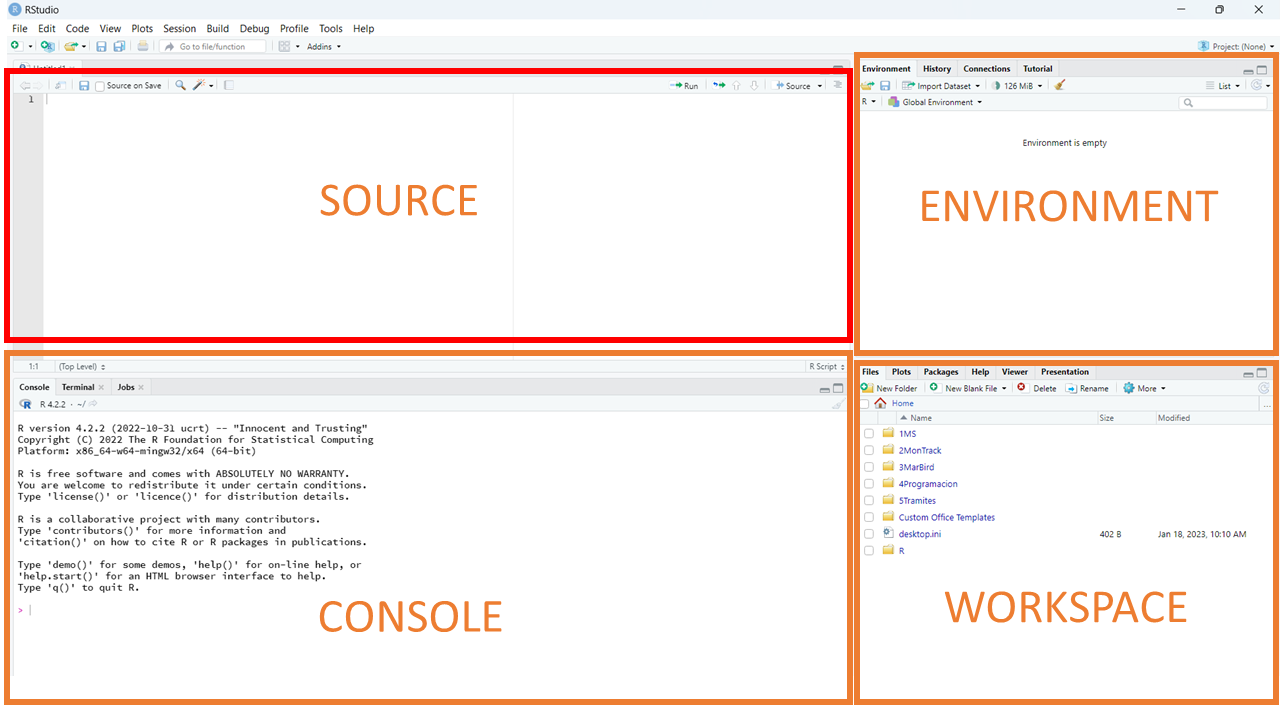 RStudio
File Edit Code View Plots Session Build Debug Profile Tools Help
Go to file/function Addins
Project: (None)
Source on Save Run Source
1
SOURCE
1:1 (Top Level) R Script
Console Terminal Jobs
R 4.2.2 · ~/
R version 4.2.2 (2022-10-31 ucrt) -- "Innocent and Trusting"
Copyright (C) 2022 The R Foundation for Statistical Computing
Platform: x86_64-w64-mingw32/x64 (64-bit)
R is free software and comes with ABSOLUTELY NO WARRANTY.
You are welcome to redistribute it under certain conditions.
Type 'license()' or 'licence()' for distribution details.
R is a collaborative project with many contributors.
Type 'contributors()' for more information and
'citation()' on how to cite R or R packages in publications.
Type 'demo()' for some demos, 'help()' for on-line help, or
'help.start()' for an HTML browser interface to help.
Type 'q()' to quit R.
>
CONSOLE
Environment History Connections Tutorial
Import Dataset 126 MiB List
R Global Environment
Environment is empty
ENVIRONMENT
Files Plots Packages Help Viewer Presentation
New Folder New Blank File Delete Rename More
Home ...
Name Size Modified
1MS
2MonTrack
3MarBird
4Programacion
5Tramites
Custom Office Templates
desktop.ini 402 B Jan 18, 2023, 10:10 AM
R
WORKSPACE